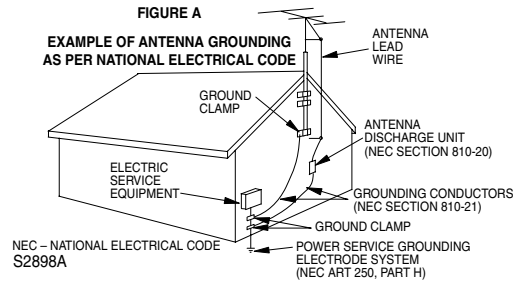 FIGURE A
EXAMPLE OF ANTENNA GROUNDING
AS PER NATIONAL ELECTRICAL CODE
ANTENNA
LEAD
WIRE
GROUND
CLAMP
ANTENNA
DISCHARGE UNIT
(NEC SECTION 810-20)
ELECTRIC
SERVICE
EQUIPMENT
GROUNDING CONDUCTORS
(NEC SECTION 810-21)
GROUND CLAMP
POWER SERVICE GROUNDING
ELECTRODE SYSTEM
(NEC ART 250, PART H)
NEC – NATIONAL ELECTRICAL CODE
S2898A